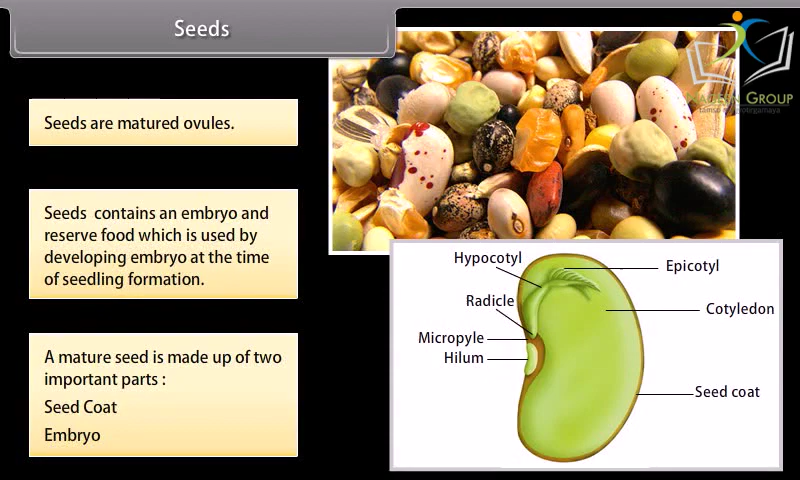 Seeds
Seeds are matured ovules.
Seeds contains an embryo and
reserve food which is used by
developing embryo at the time
of seedling formation.
A mature seed is made up of two
important parts :
Seed Coat
Embryo
Group
Hypocotyl
Epicotyl
Radicle
Cotyledon
Micropyle
Hilum
Seed coat